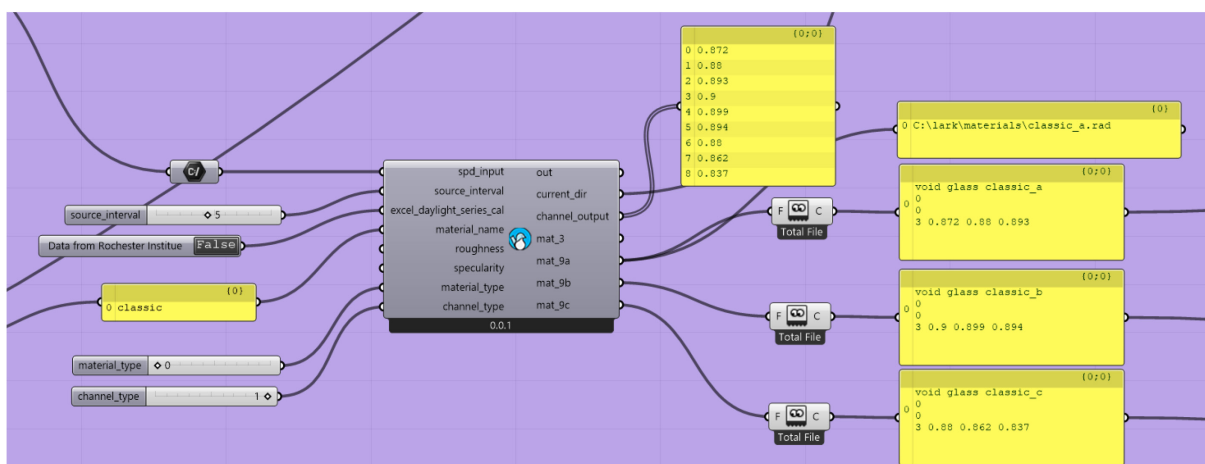 {0;0}
0 0.872
1 0.88
2 0.893
3 0.9
4 0.899
5 0.894
6 0.88
7 0.862
8 0.837
{0}
0 C:\lark\materials\classic_a.rad
C/
spd_input
source_interval
excel_daylight_series_cal
material_name
roughness
specularity
material_type
channel_type
out
current_dir
channel_output
mat_3
mat_9a
mat_9b
mat_9c
0.0.1
source_interval 5
Data from Rochester Institue False
{0}
0 classic
material_type 0
channel_type 1
F C
Total File
{0;0}
void glass classic_a
0
0
0
3 0.872 0.88 0.893
F C
Total File
{0;0}
void glass classic_b
0
0
0
3 0.9 0.899 0.894
F C
Total File
{0;0}
void glass classic_c
0
0
0
3 0.88 0.862 0.837